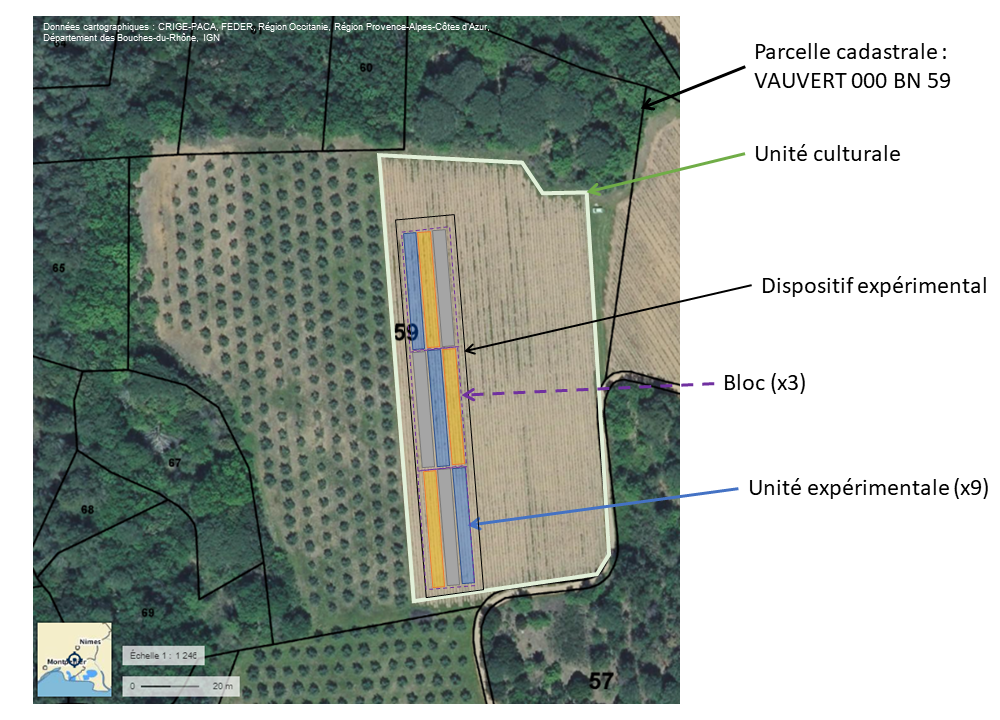 Données cartographiques : CRIGE-PACA, FEDER, Région Occitanie, Région Provence-Alpes-Côtes d'Azur,
Département des Bouches-du-Rhône, IGN
Parcelle cadastrale :
VAUVERT 000 BN 59
60
Unité culturale
65
Dispositif expérimental
59
Bloc (x3)
67
Unité expérimentale (x9)
68
69
Nîmes
Montpellier
Échelle 1 : 1 246
57
0 20 m